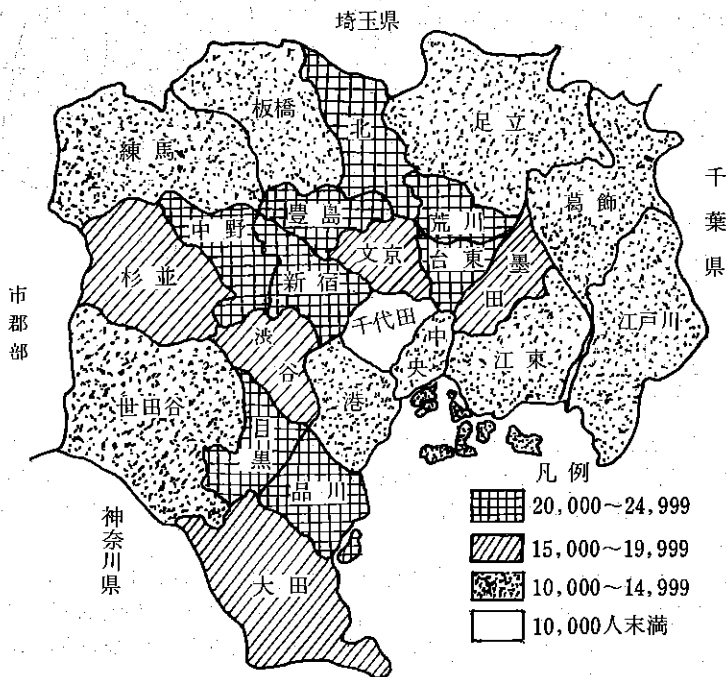 埼玉県
板橋
北
足立
練馬
葛飾
千葉県
豊島
荒川
中野
文京
台東
墨田
杉並
新宿
市郡部
千代田
江戸川
渋谷
中央
江東
港
世田谷
目黒
品川
神奈川県
大田
凡例
20,000～24,999
15,000～19,999
10,000～14,999
10,000人末満